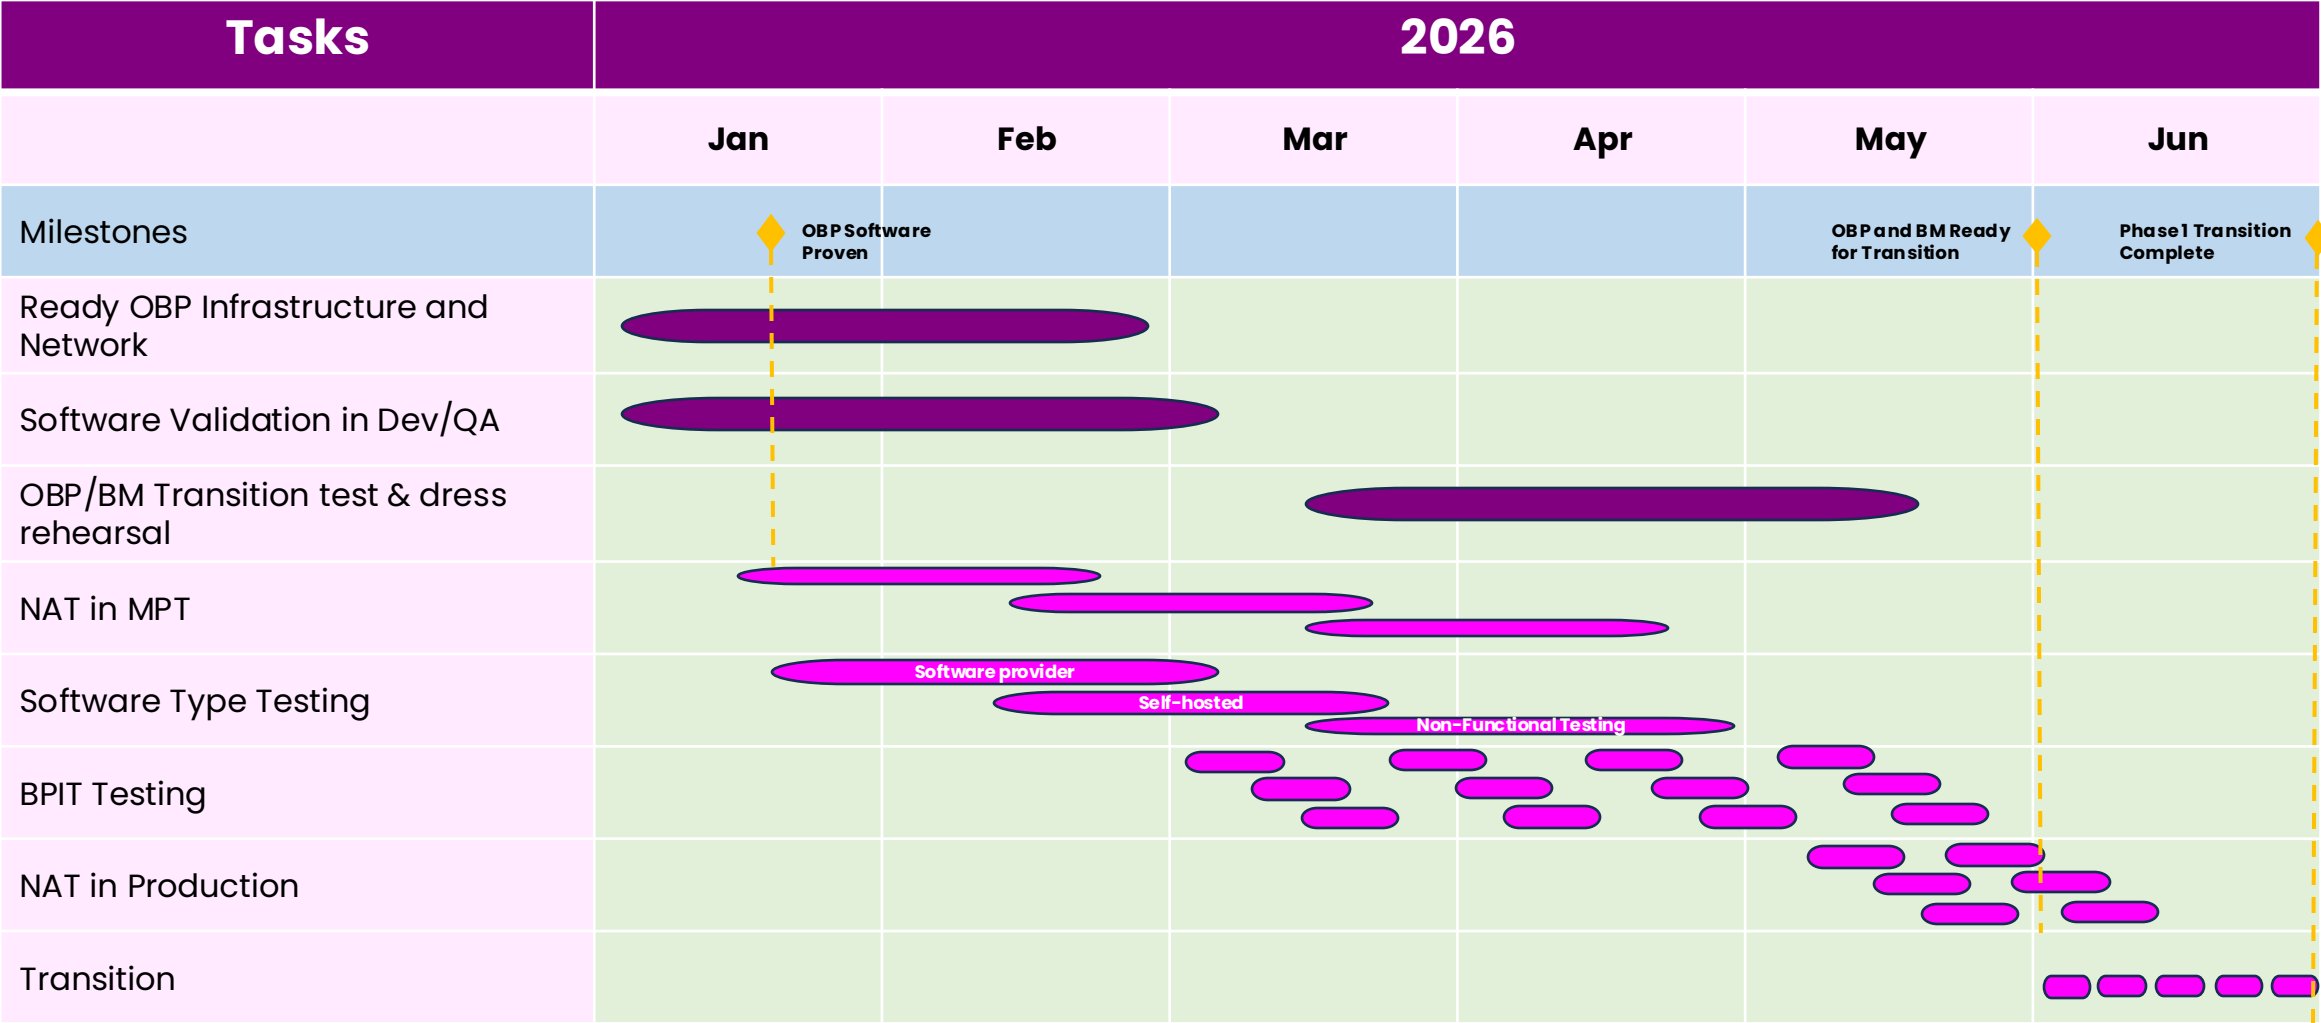 Tasks
2026
Jan
Feb
Mar
Apr
May
Jun
Milestones
OBP Software
Proven
OBP and BM Ready
for Transition
Phase 1 Transition
Complete
Ready OBP Infrastructure and
Network
Software Validation in Dev/QA
OBP/BM Transition test & dress
rehearsal
NAT in MPT
Software Type Testing
Software provider
Self-hosted
Non-Functional Testing
BPIT Testing
NAT in Production
Transition